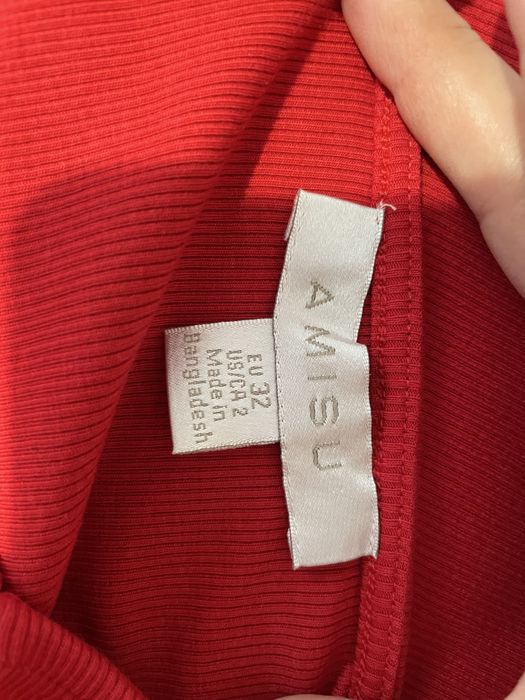 AMISU
EU 32
US/CA 2
Made in
Bangladesh